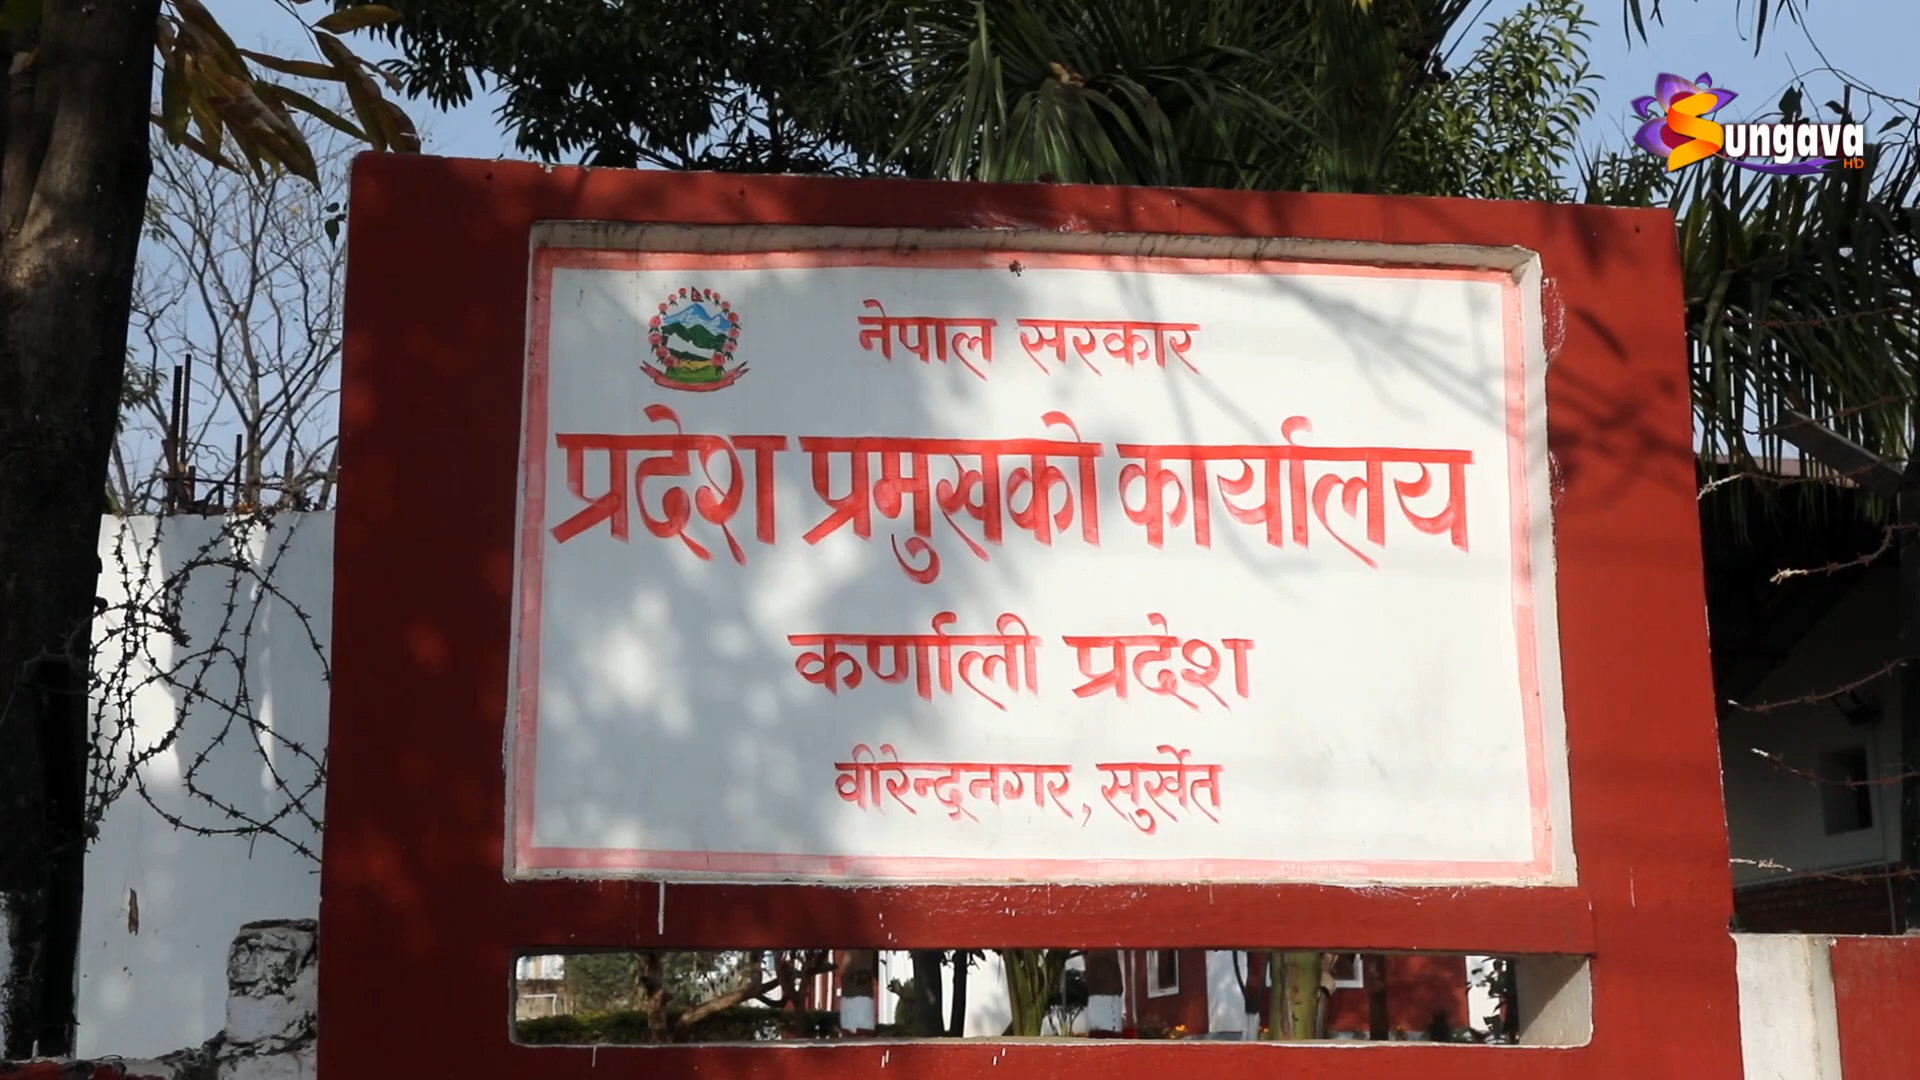 Sungava HD
नेपाल सरकार
प्रदेश प्रमुखको कार्यालय
कर्णाली प्रदेश
वीरेन्द्रनगर, सुर्खेत